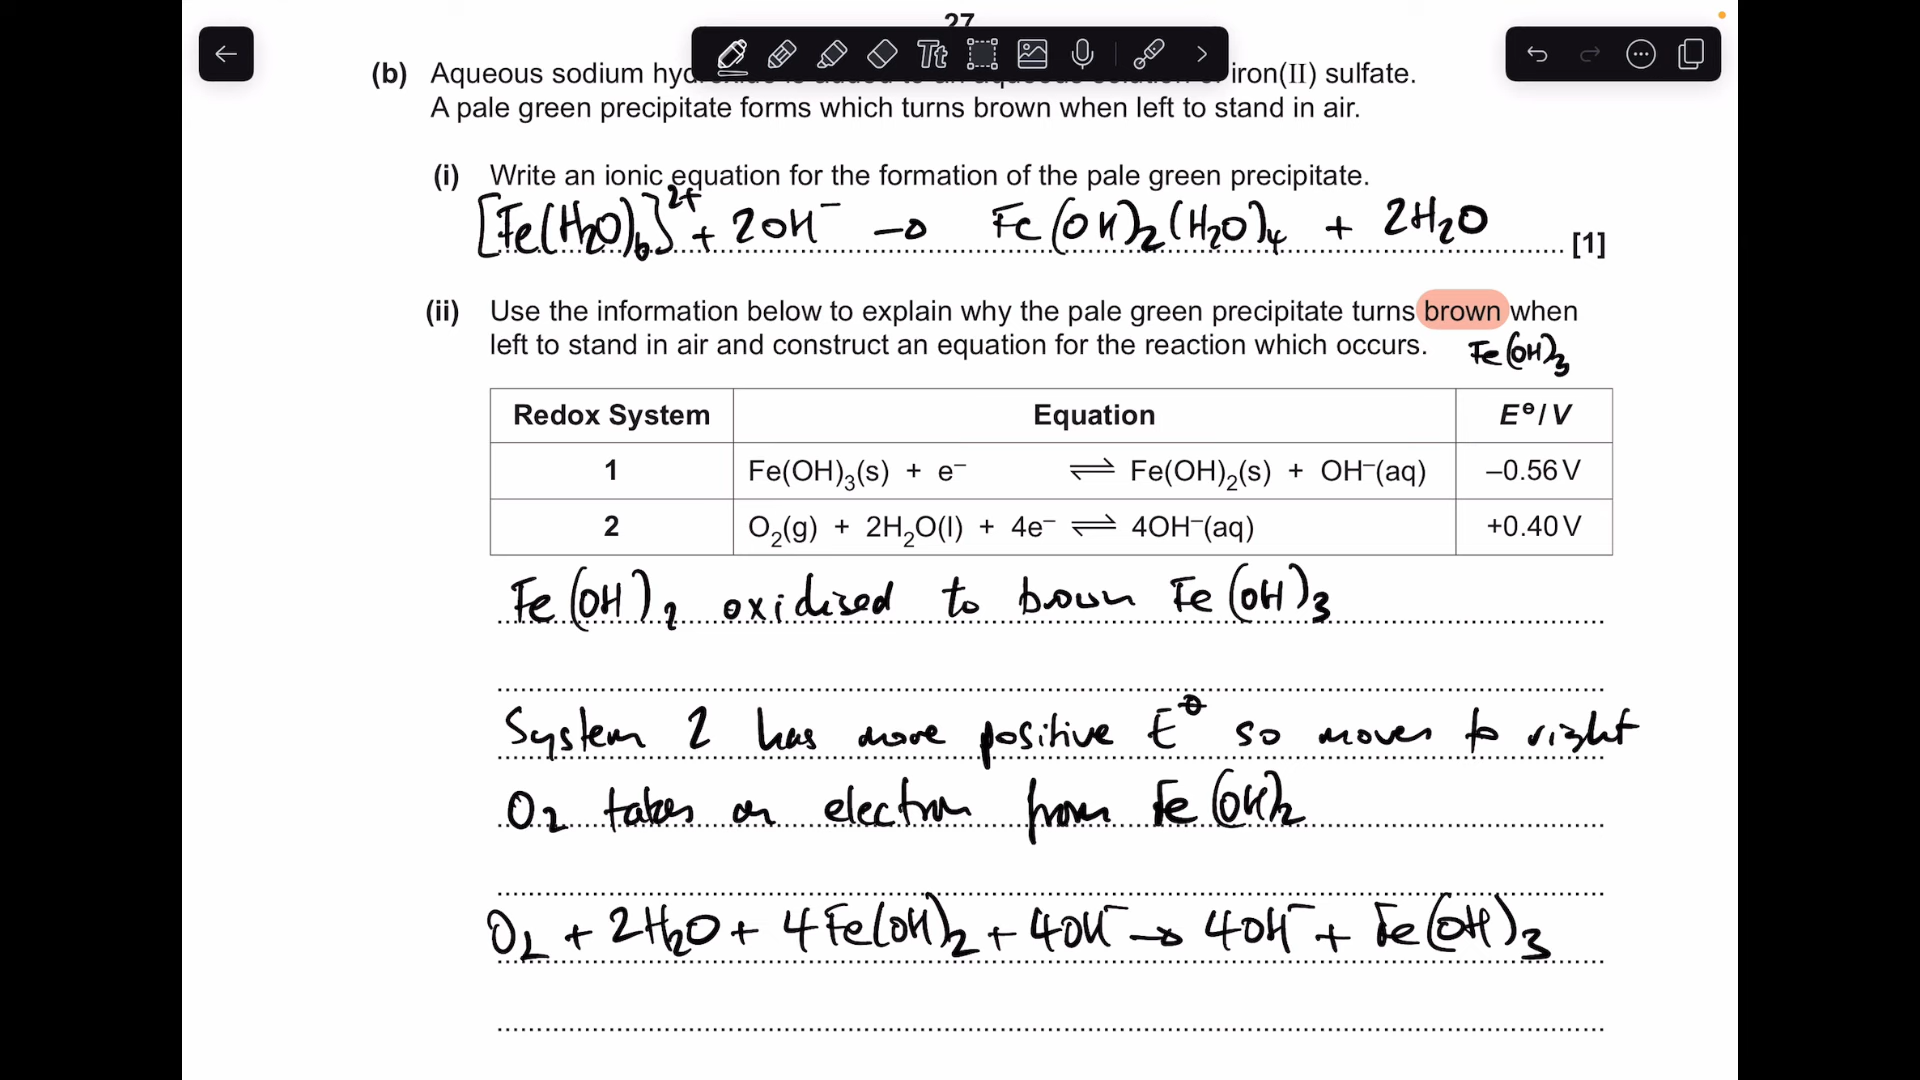 27
(b) Aqueous sodium hy iron(II) sulfate.
A pale green precipitate forms which turns brown when left to stand in air.
(i) Write an ionic equation for the formation of the pale green precipitate.
[Fe(H₂O)₆]²⁺ + 2OH⁻ → Fe(OH)₂(H₂O)₄ + 2H₂O
[1]
(ii) Use the information below to explain why the pale green precipitate turns brown when
left to stand in air and construct an equation for the reaction which occurs.
Fe(OH)₃
Redox System Equation E⦵/V
1 Fe(OH)₃(s) + e⁻ ⇌ Fe(OH)₂(s) + OH⁻(aq) –0.56 V
2 O₂(g) + 2H₂O(l) + 4e⁻ ⇌ 4OH⁻(aq) +0.40 V
Fe(OH)₂ oxidised to brown Fe(OH)₃
System 2 has more positive E⦵ so moves to right
O₂ takes an electron from Fe(OH)₂
O₂ + 2H₂O + 4Fe(OH)₂ + 4OH⁻ → 4OH⁻ + Fe(OH)₃